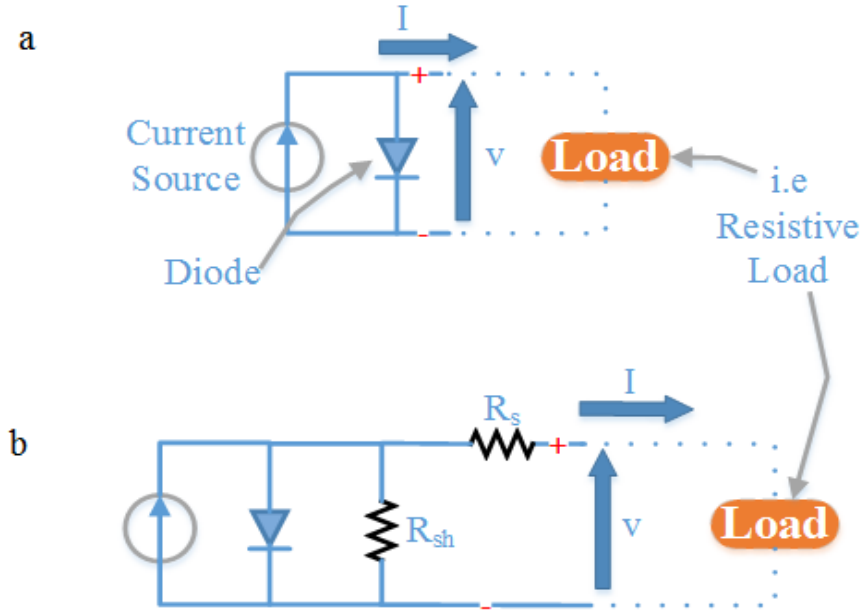 a
I
+
Current
Source
v
Load
i.e
Resistive
Load
-
Diode
b
I
Rs
+
Rsh
v
Load
-